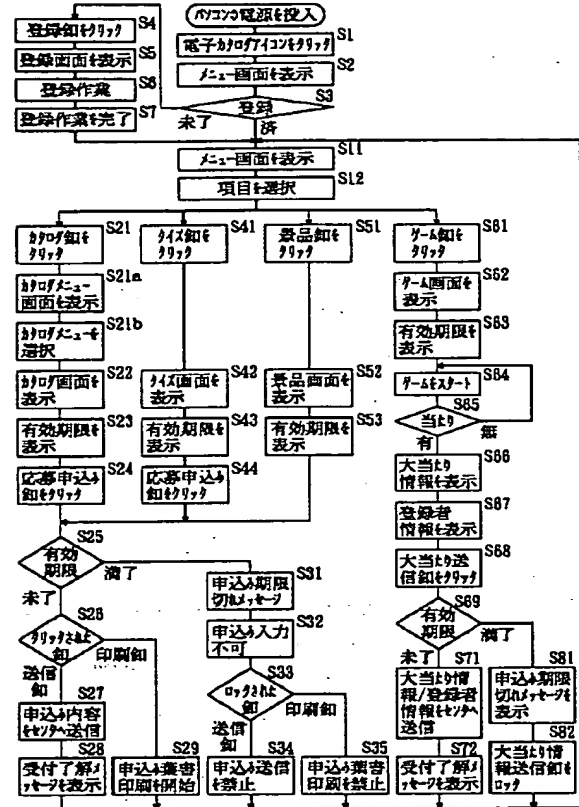 パソコンの電源を投入
S1
電子カタログアイコンをクリック
S2
メニュー画面を表示
S3
登録
未了
済
S4
登録釦をクリック
S5
登録画面を表示
S6
登録作業
S7
登録作業を完了
S11
メニュー画面を表示
S12
項目を選択
S21
カタログ釦を
クリック
S21a
カタログメニュー
画面を表示
S21b
カタログメニューを
選択
S22
カタログ画面を
表示
S23
有効期限を
表示
S24
応募申込み
釦をクリック
S41
クイズ釦を
クリック
S42
クイズ画面を
表示
S43
有効期限を
表示
S44
応募申込み
釦をクリック
S51
景品釦を
クリック
S52
景品画面を
表示
S53
有効期限を
表示
S61
ゲーム釦を
クリック
S62
ゲーム画面を
表示
S63
有効期限を
表示
S64
ゲームをスタート
S65
当たり
有
無
S66
大当たり
情報を表示
S67
登録者
情報を表示
S68
大当たり送
信釦をクリック
S69
有効
期限
未了
満了
S71
大当たり情
報/登録者
情報をセンタへ
送信
S72
受付了解メッ
セージを表示
S81
申込み期限
切れメッセージを
表示
S82
大当たり情
報送信釦を
ロック
S25
有効
期限
未了
満了
S26
クリックされた
釦
送信
釦
印刷釦
S27
申込み内容
をセンタへ送信
S28
受付了解メッ
セージを表示
S29
申込み葉書
印刷を開始
S31
申込み期限
切れメッセージ
S32
申込み入力
不可
S33
ロックされた
釦
送信
釦
印刷釦
S34
申込み送信
を禁止
S35
申込み葉書
印刷を禁止